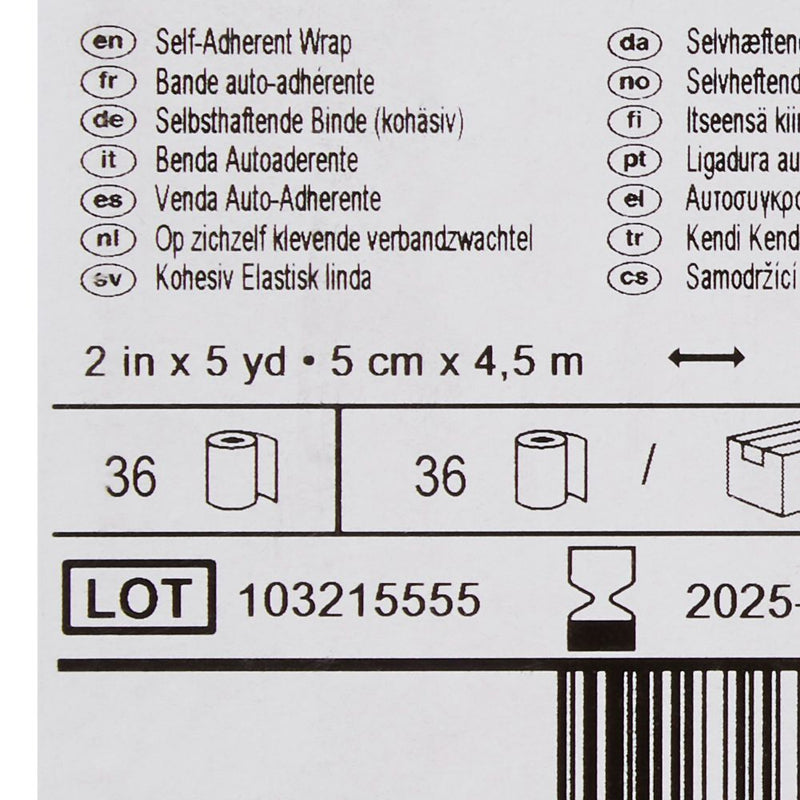 en Self-Adherent Wrap da Selvhæften
fr Bande auto-adhérente no Selvheftend
de Selbsthaftende Binde (kohäsiv) fi Itseensä kii
it Benda Autoaderente pt Ligadura au
es Venda Auto-Adherente el Αυτοσυγκρ
nl Op zichzelf klevende verbandzwachtel tr Kendi Kend
sv Kohesiv Elastisk linda cs Samodržící
2 in x 5 yd • 5 cm x 4,5 m
36 36 /
LOT 103215555 2025-